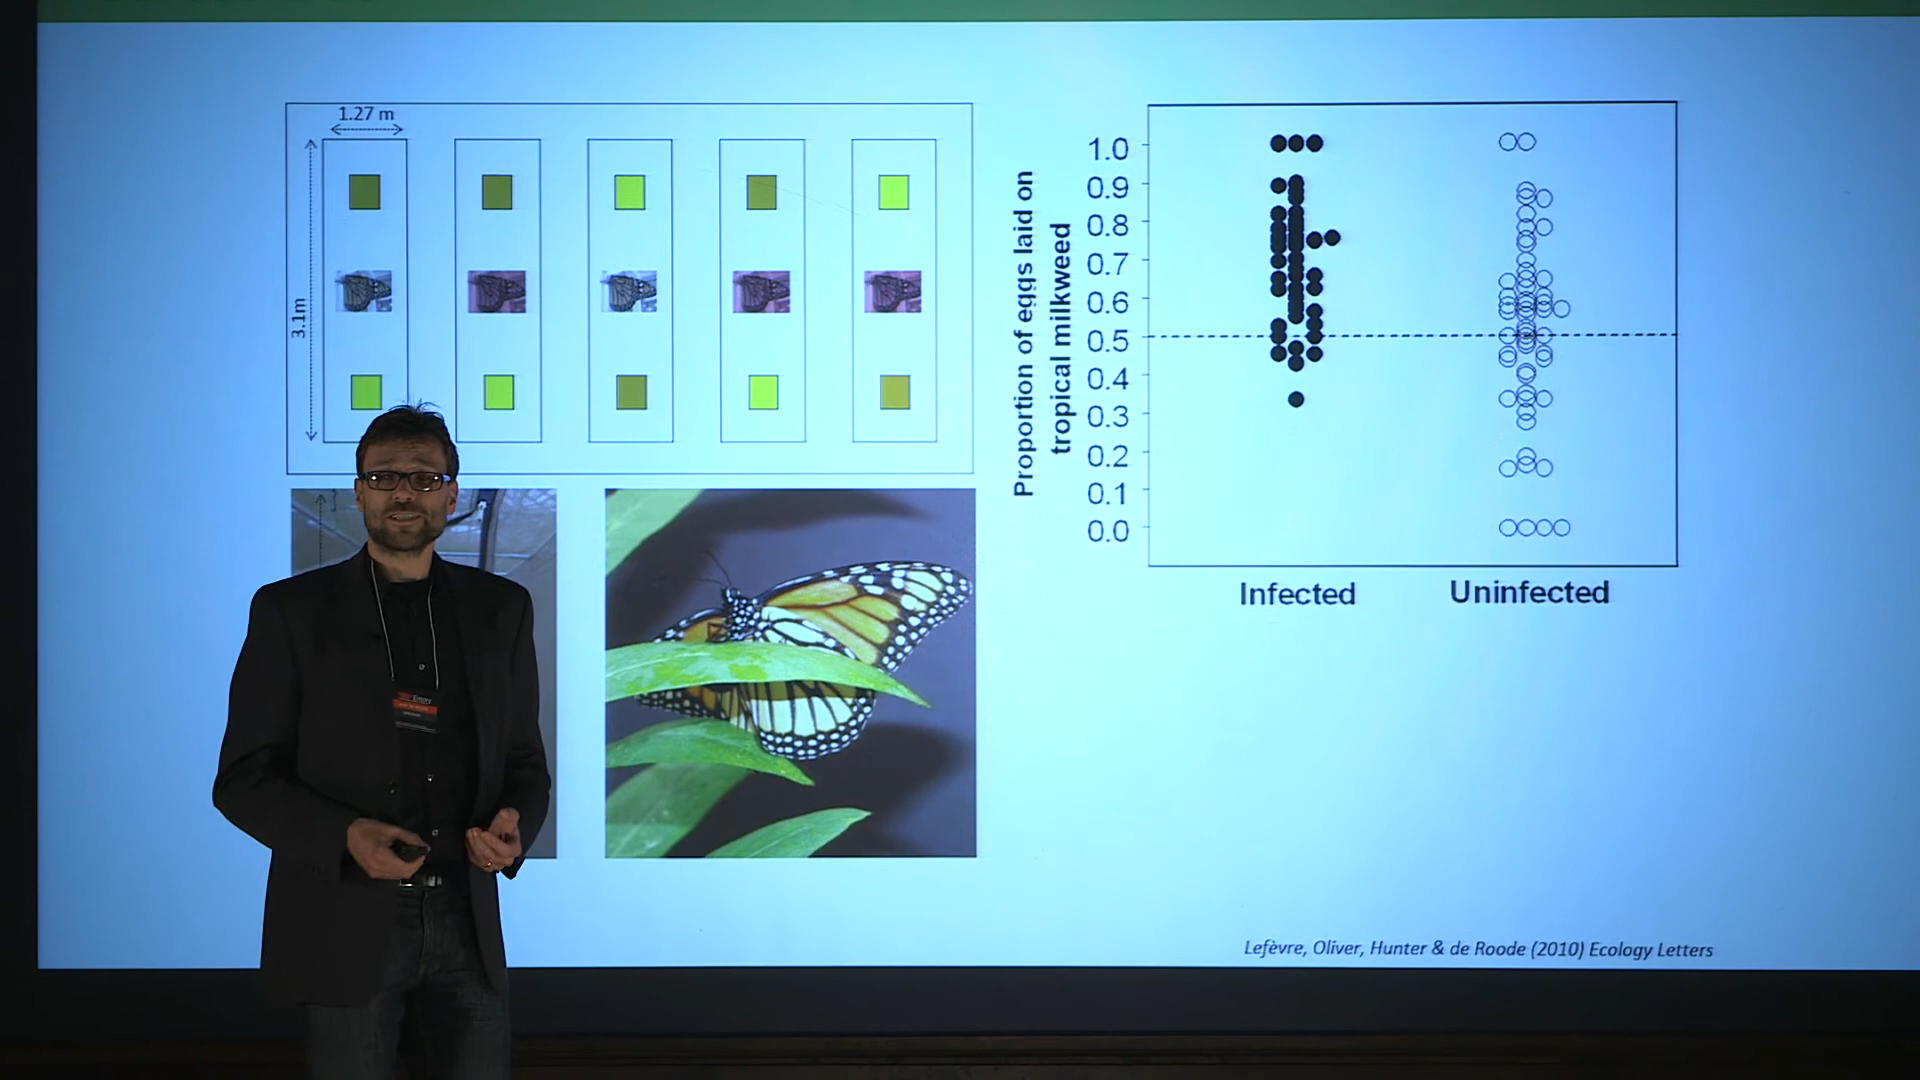 1.27 m
3.1m
Proportion of eggs laid on
tropical milkweed
1.0
0.9
0.8
0.7
0.6
0.5
0.4
0.3
0.2
0.1
0.0
Infected
Uninfected
Emory
Lefèvre, Oliver, Hunter & de Roode (2010) Ecology Letters